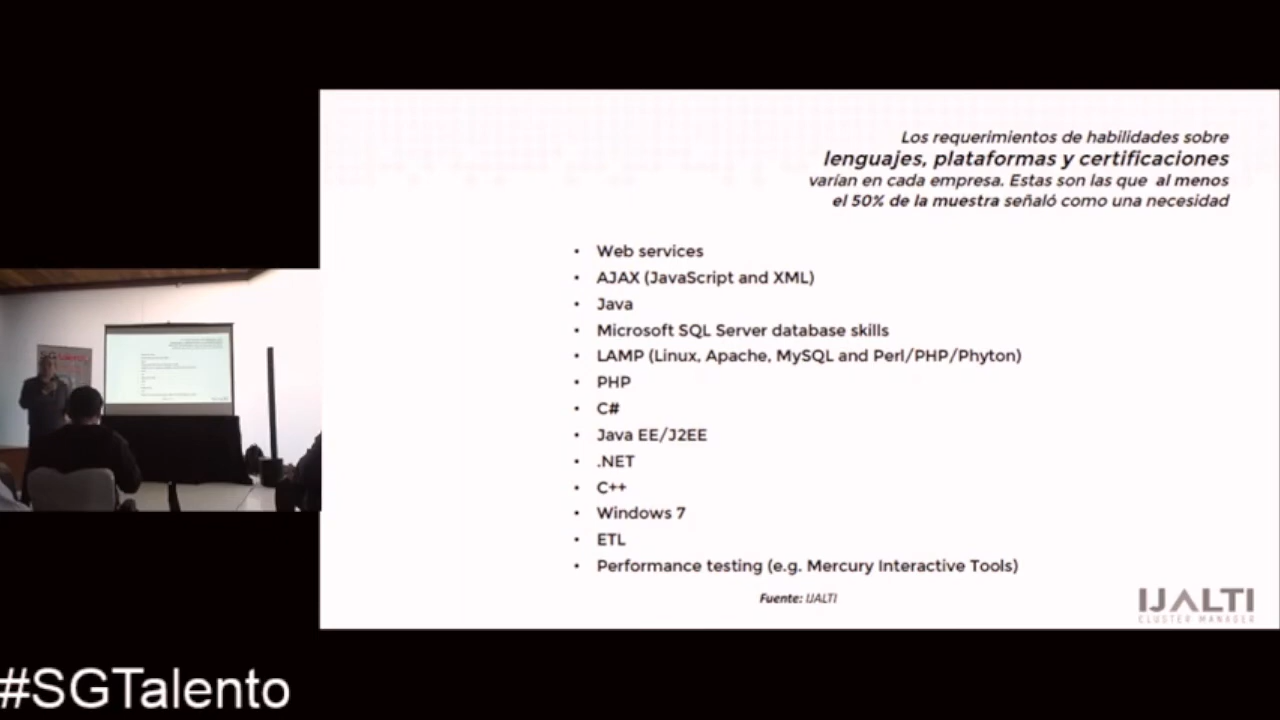 Los requerimientos de habilidades sobre
lenguajes, plataformas y certificaciones
varían en cada empresa. Estas son las que al menos
el 50% de la muestra señaló como una necesidad
• Web services
• AJAX (JavaScript and XML)
• Java
• Microsoft SQL Server database skills
• LAMP (Linux, Apache, MySQL and Perl/PHP/Phyton)
• PHP
• C#
• Java EE/J2EE
• .NET
• C++
• Windows 7
• ETL
• Performance testing (e.g. Mercury Interactive Tools)
Fuente: IJALTI
IJALTI
CLUSTER MANAGER
#SGTalento